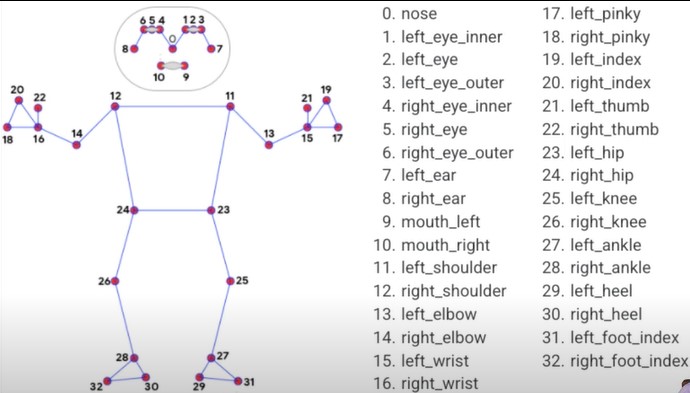 6 5 4 1 2 3
0
8 7
10 9
20 22 12 11 21 19
18 16 14 13 15 17
24 23
26 25
28 27
32 30 29 31
0. nose
1. left_eye_inner
2. left_eye
3. left_eye_outer
4. right_eye_inner
5. right_eye
6. right_eye_outer
7. left_ear
8. right_ear
9. mouth_left
10. mouth_right
11. left_shoulder
12. right_shoulder
13. left_elbow
14. right_elbow
15. left_wrist
16. right_wrist
17. left_pinky
18. right_pinky
19. left_index
20. right_index
21. left_thumb
22. right_thumb
23. left_hip
24. right_hip
25. left_knee
26. right_knee
27. left_ankle
28. right_ankle
29. left_heel
30. right_heel
31. left_foot_index
32. right_foot_index